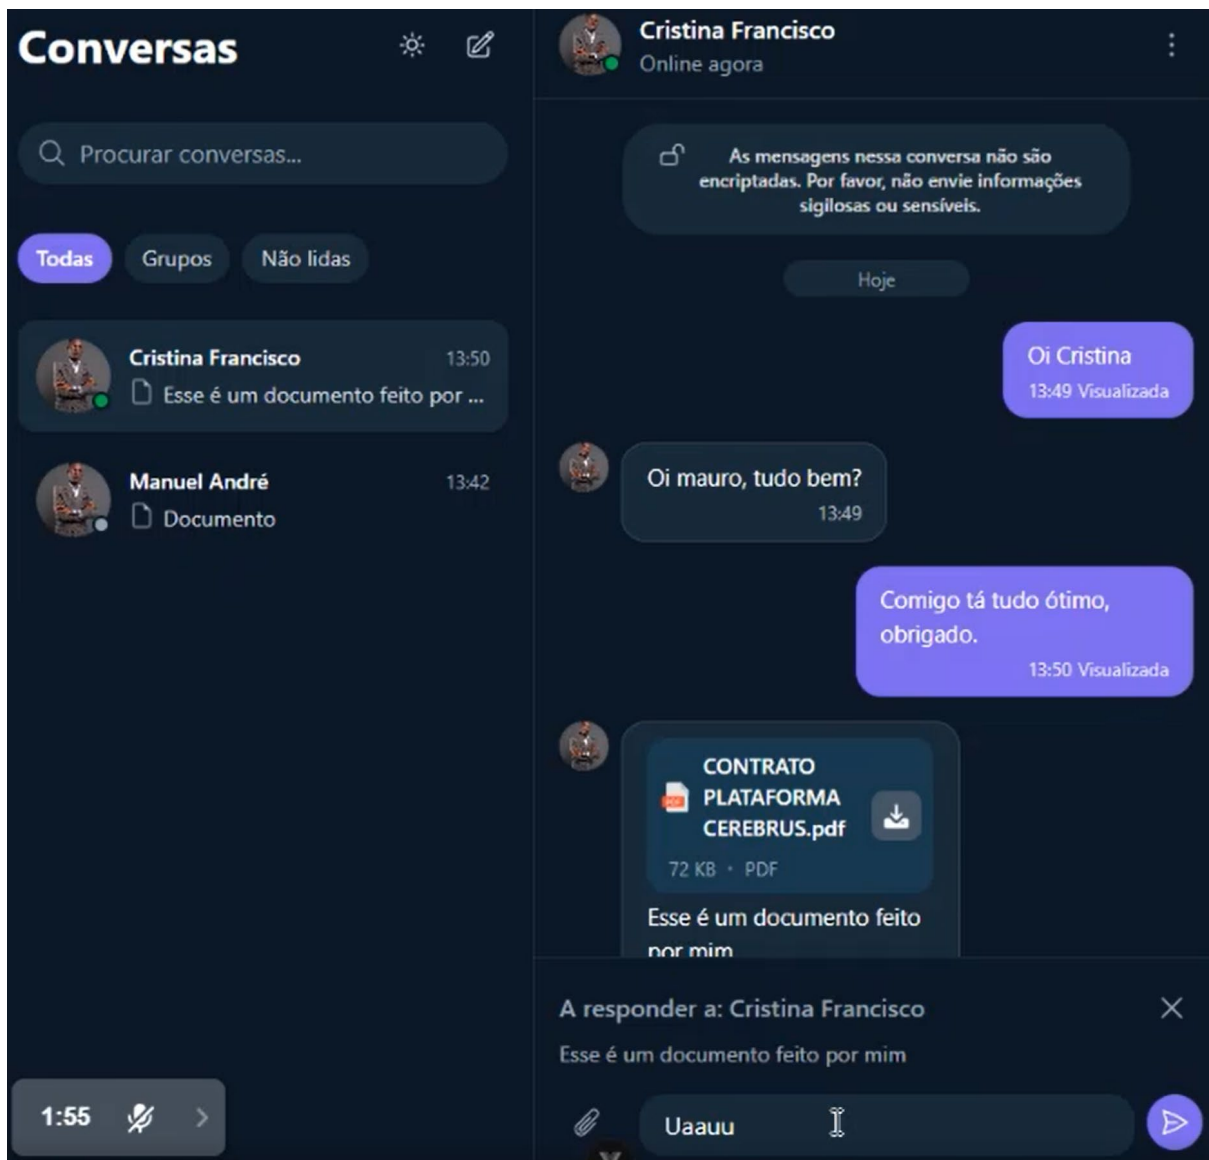 Conversas
Procurar conversas...
Todas
Grupos
Não lidas
Cristina Francisco
13:50
Esse é um documento feito por ...
Manuel André
13:42
Documento
1:55
Cristina Francisco
Online agora
As mensagens nessa conversa não são
encriptadas. Por favor, não envie informações
sigilosas ou sensíveis.
Hoje
Oi Cristina
13:49 Visualizada
Oi mauro, tudo bem?
13:49
Comigo tá tudo ótimo,
obrigado.
13:50 Visualizada
CONTRATO
PLATAFORMA
CEREBRUS.pdf
PDF
72 KB • PDF
Esse é um documento feito
por mim
A responder a: Cristina Francisco
Esse é um documento feito por mim
Uaauu